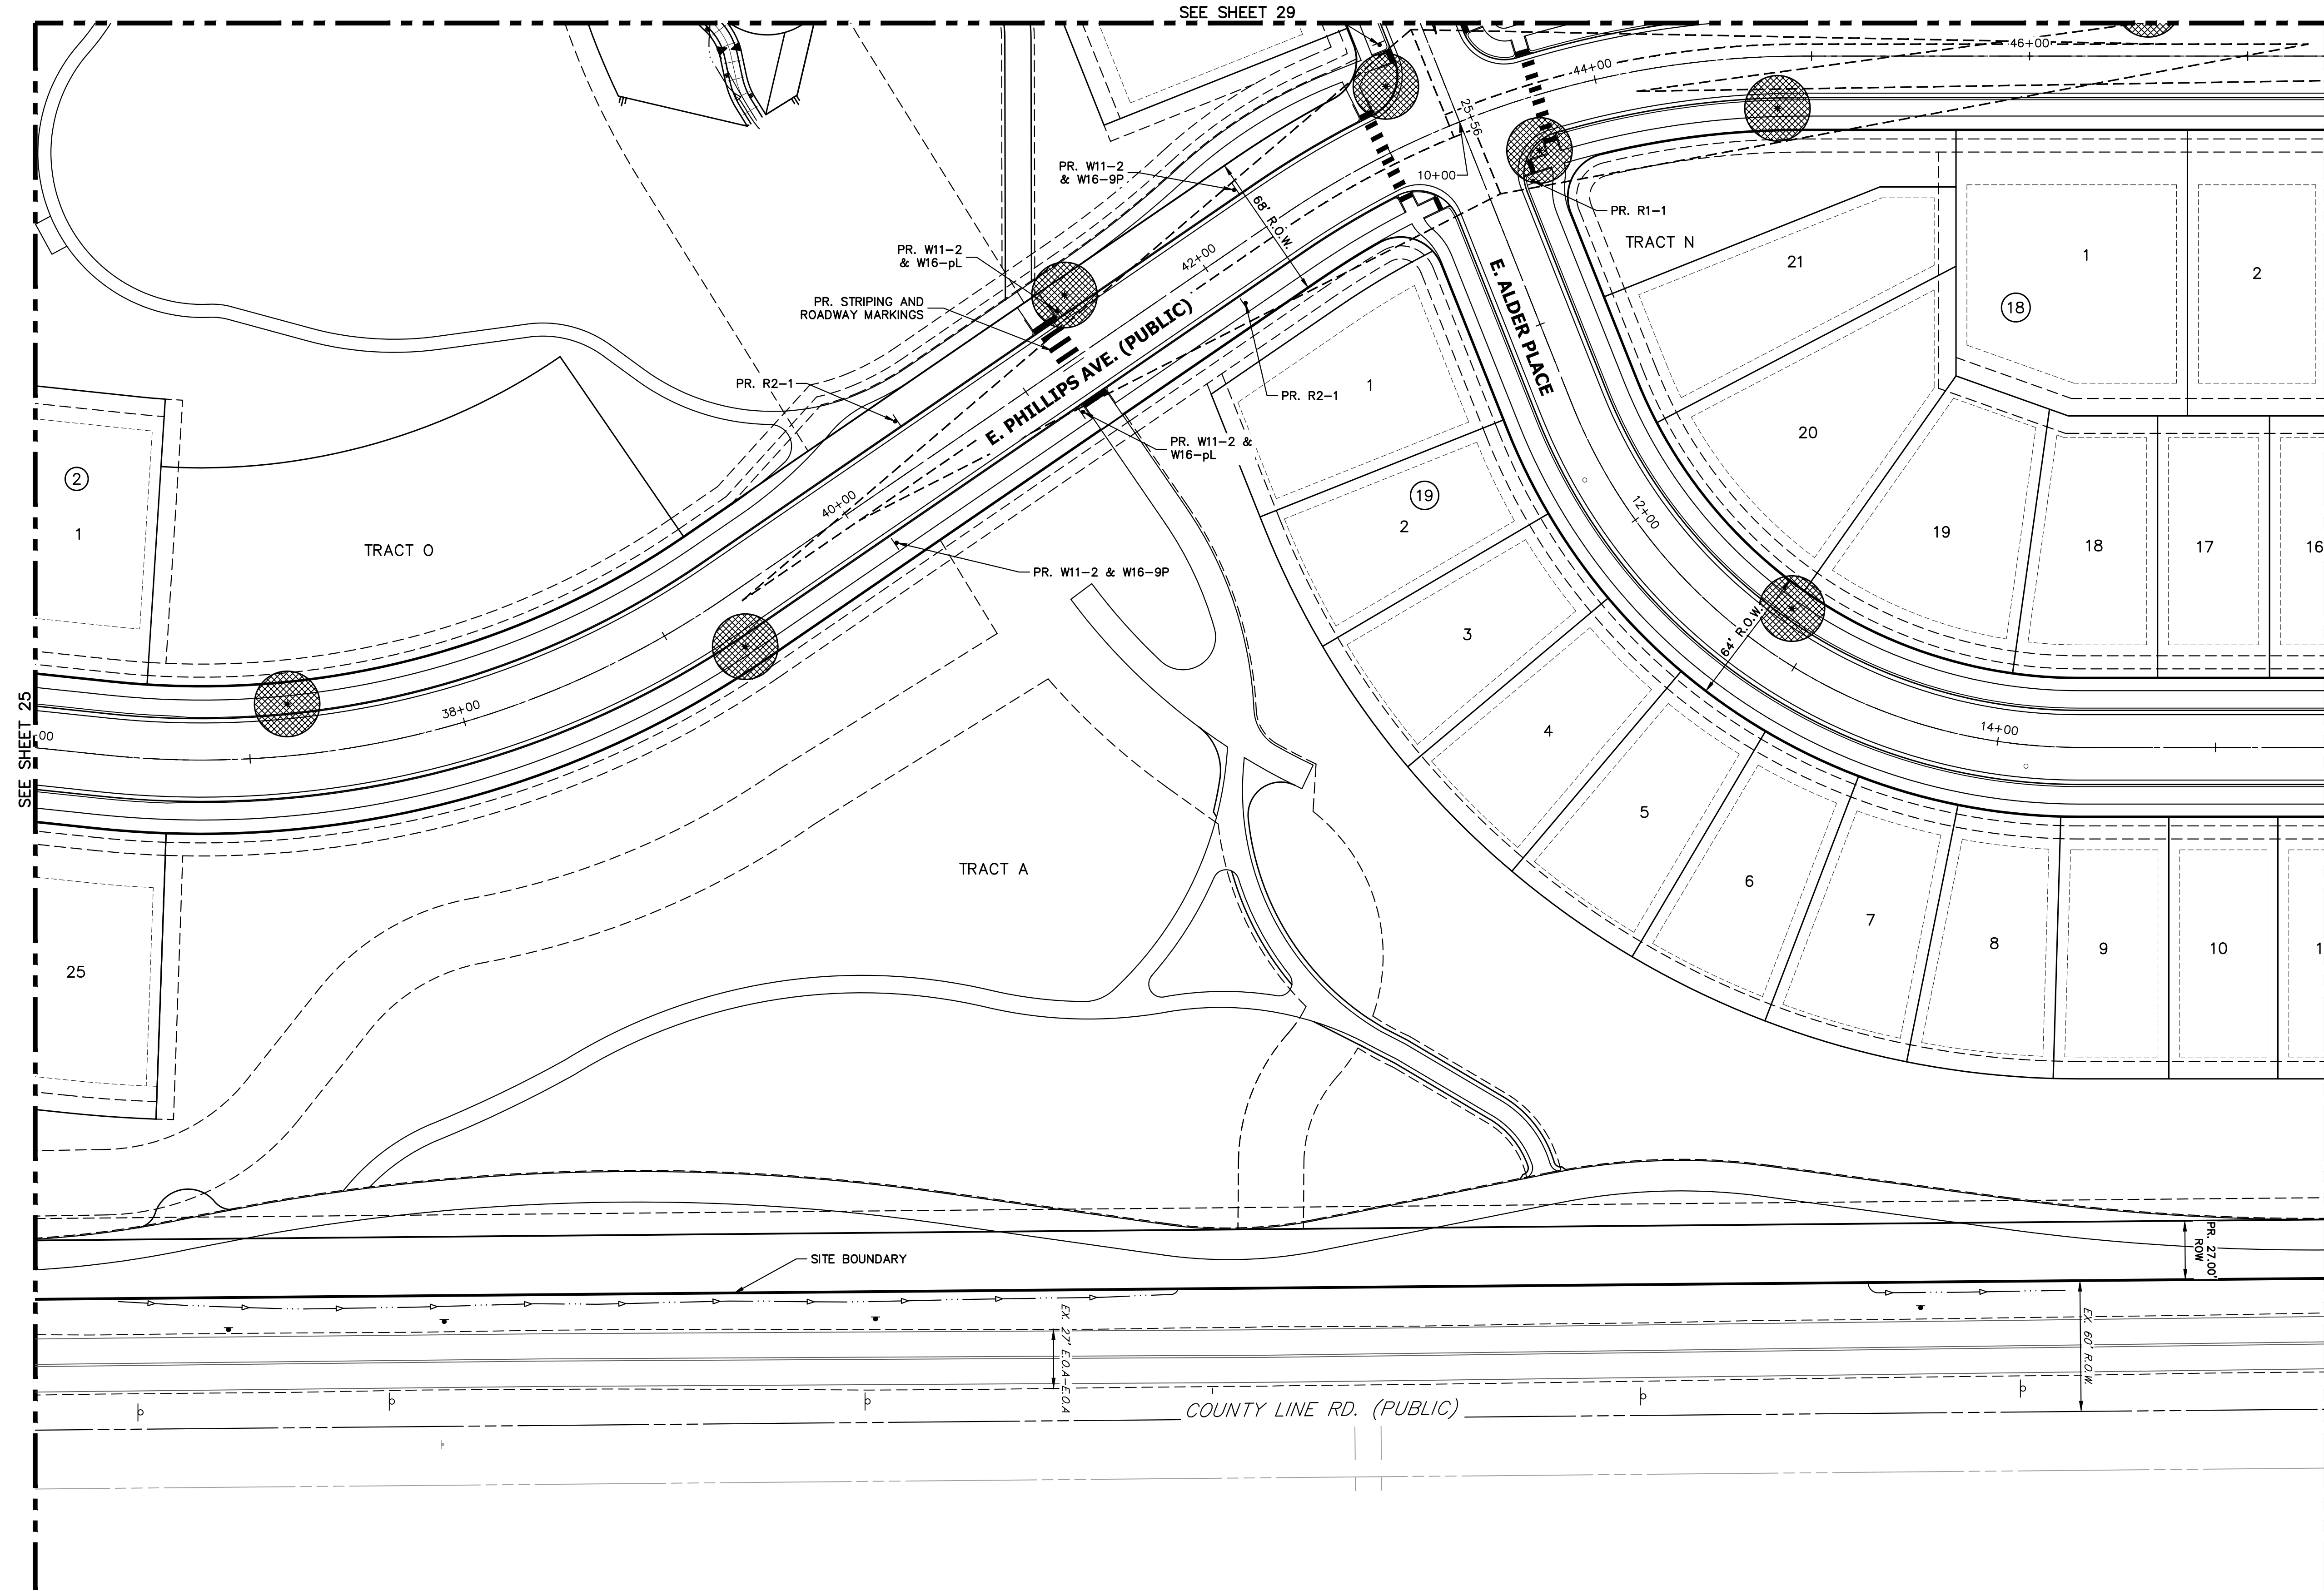 SEE SHEET 29
46+00
44+00
25+56
10+00
PR. W11-2
& W16-9P
68' R.O.W.
PR. R1-1
TRACT N
21
1
2
18
PR. W11-2
& W16-pL
42+00
PR. STRIPING AND
ROADWAY MARKINGS
E. PHILLIPS AVE. (PUBLIC)
E. ALDER PLACE
PR. R2-1
PR. R2-1
1
20
PR. W11-2 &
W16-pL
2
1
40+00
19
2
12+00
19
18
17
16
TRACT O
PR. W11-2 & W16-9P
3
64' R.O.W.
38+00
SEE SHEET 25
-00
4
14+00
5
TRACT A
6
7
8
9
10
1
25
SITE BOUNDARY
PR. 27.00'
ROW
EX. 27' E.O.A-E.O.A
EX. 60' R.O.W.
COUNTY LINE RD. (PUBLIC)